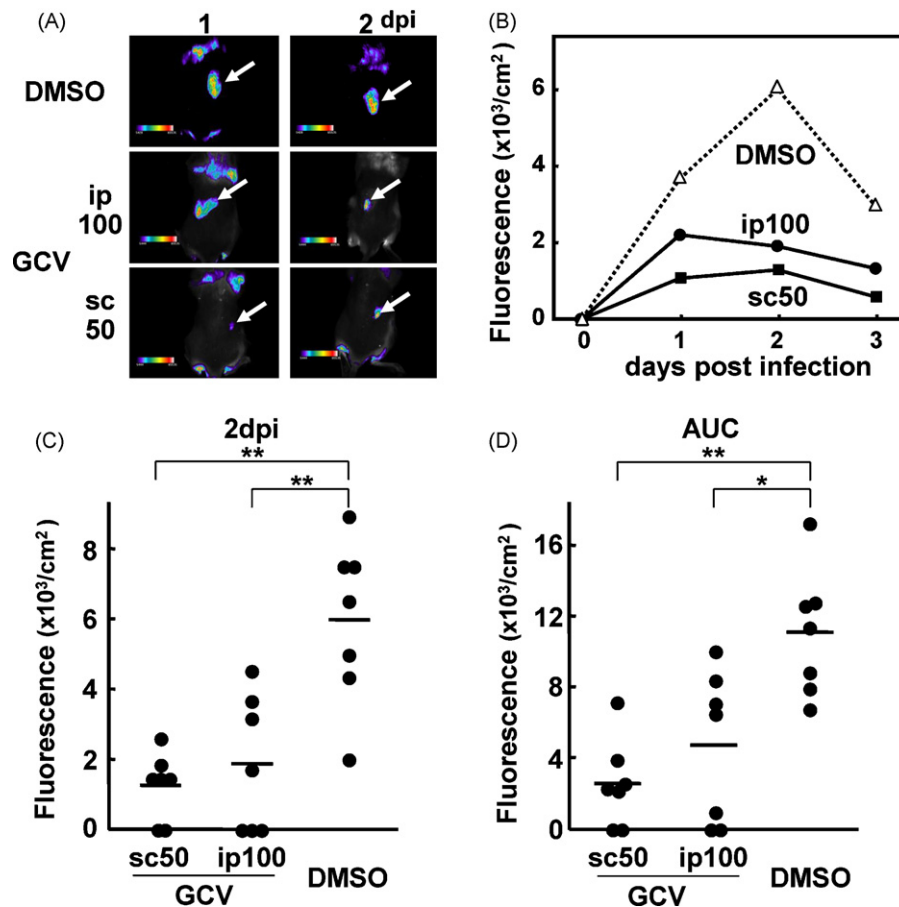 (A)
1
2 dpi
DMSO
ip
100
GCV
sc
50
(B)
Fluorescence (x10³/cm²)
6
4
2
0
DMSO
ip100
sc50
0 1 2 3
days post infection
(C)
2dpi
**
**
Fluorescence (x10³/cm²)
8
6
4
2
0
sc50 ip100
GCV
DMSO
(D)
AUC
**
*
Fluorescence (x10³/cm²)
16
12
8
4
0
sc50 ip100
GCV
DMSO